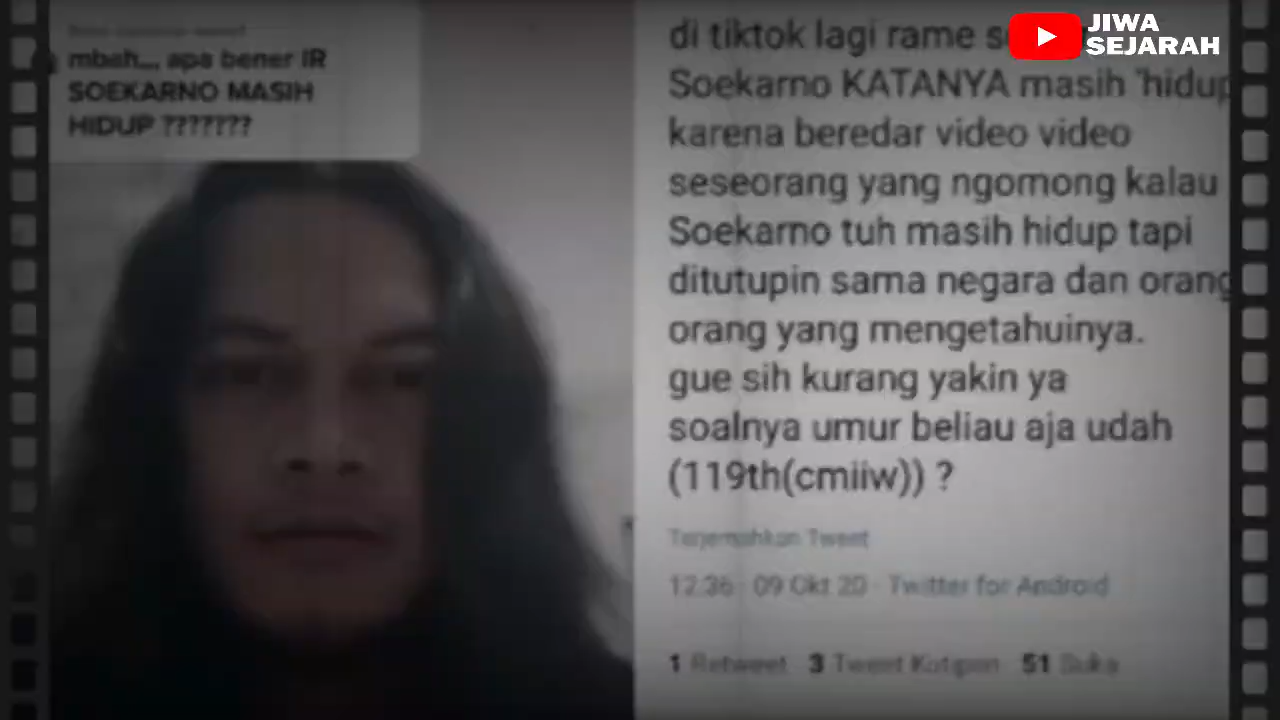 mbah,,, apa bener IR
SOEKARNO MASIH
HIDUP ???????
di tiktok lagi rame
Soekarno KATANYA masih 'hidup
karena beredar video video
seseorang yang ngomong kalau
Soekarno tuh masih hidup tapi
ditutupin sama negara dan orang
orang yang mengetahuinya.
gue sih kurang yakin ya
soalnya umur beliau aja udah
(119th(cmiiw)) ?
Terjemahkan Tweet
12.36 · 09 Okt 20 · Twitter for Android
1 Retweet 3 Tweet Kutipan 51 Suka
JIWA
SEJARAH